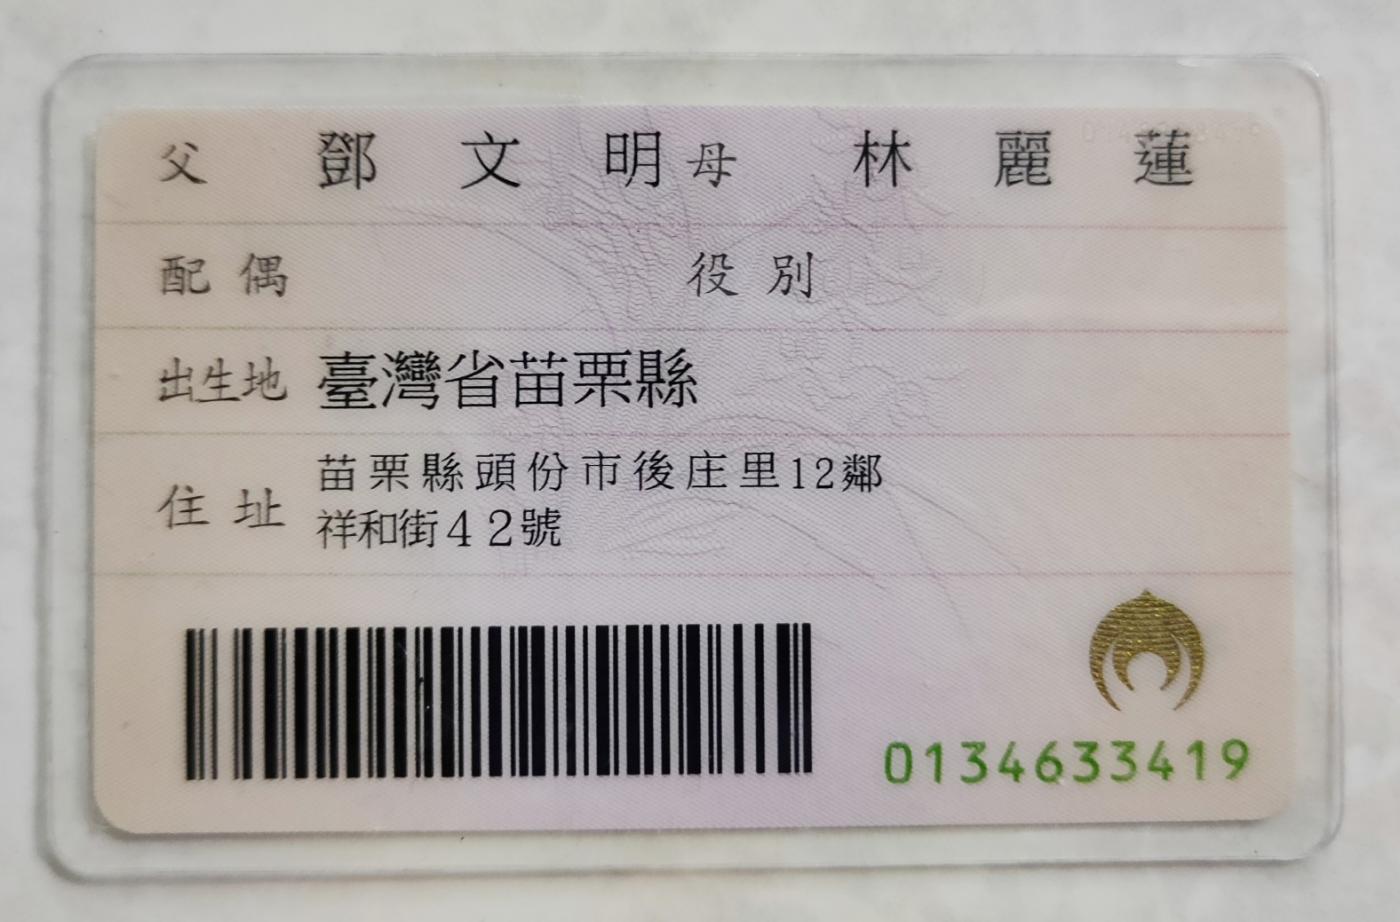 父 鄧文明 母 林麗蓮
配偶 役別
出生地 臺灣省苗栗縣
住址 苗栗縣頭份市後庄里12鄰
祥和街42號
0134633419